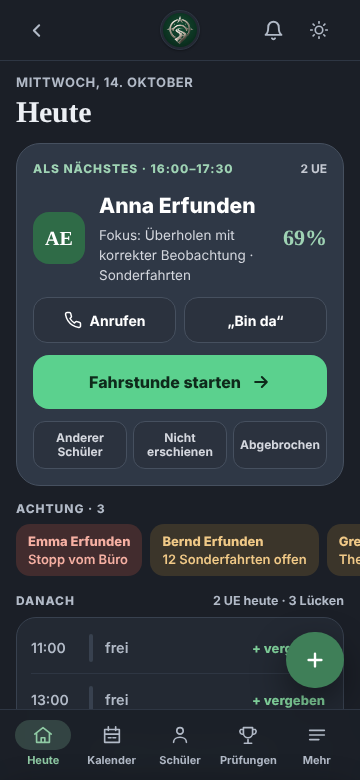 MITTWOCH, 14. OKTOBER
Heute
ALS NÄCHSTES · 16:00–17:30 2 UE
Anna Erfunden
AE
Fokus: Überholen mit
korrekter Beobachtung ·
Sonderfahrten
69%
Anrufen „Bin da“
Fahrstunde starten →
Anderer
Schüler
Nicht
erschienen
Abgebrochen
ACHTUNG · 3
Emma Erfunden
Stopp vom Büro
Bernd Erfunden
12 Sonderfahrten offen
Gre
The
DANACH 2 UE heute · 3 Lücken
11:00 frei + verg
13:00 frei + vergeben
Heute Kalender Schüler Prüfungen Mehr